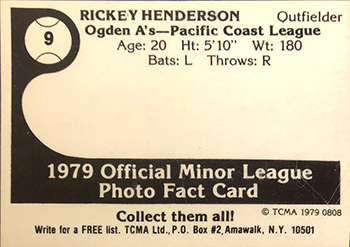 RICKEY HENDERSON Outfielder
9
Ogden A's—Pacific Coast League
Age: 20 Ht: 5'10" Wt: 180
Bats: L Throws: R
1979 Official Minor League
Photo Fact Card
© TCMA 1979 0808
Collect them all!
Write for a FREE list. TCMA Ltd., P.O. Box #2, Amawalk, N.Y. 10501